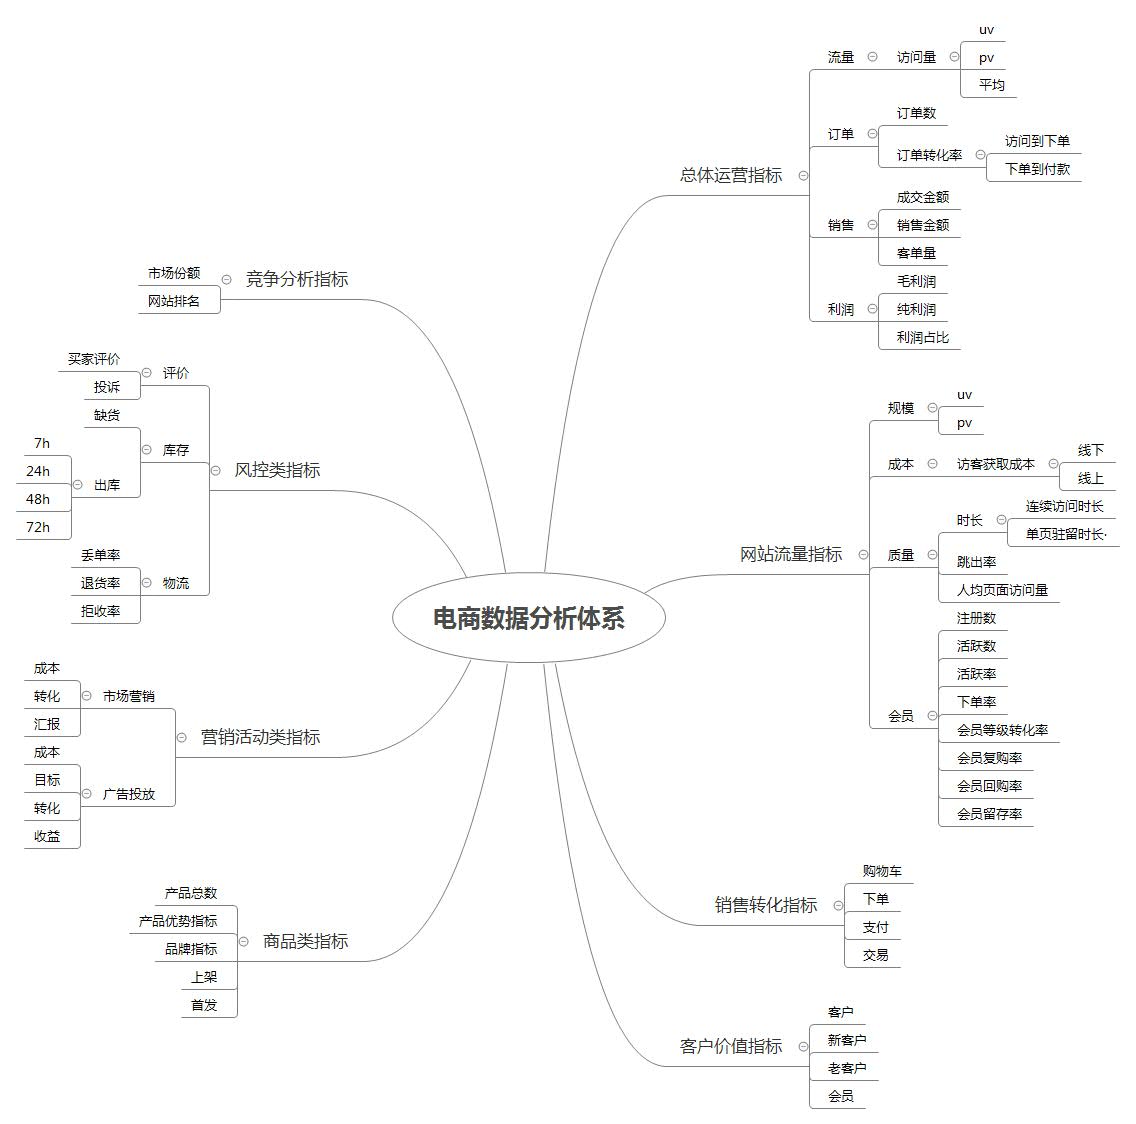 电商数据分析体系
总体运营指标
流量
访问量
uv
pv
平均
订单
订单数
订单转化率
访问到下单
下单到付款
销售
成交金额
销售金额
客单量
利润
毛利润
纯利润
利润占比
网站流量指标
规模
uv
pv
成本
访客获取成本
线下
线上
质量
时长
连续访问时长
单页驻留时长·
跳出率
人均页面访问量
会员
注册数
活跃数
活跃率
下单率
会员等级转化率
会员复购率
会员回购率
会员留存率
销售转化指标
购物车
下单
支付
交易
客户价值指标
客户
新客户
老客户
会员
竞争分析指标
市场份额
网站排名
风控类指标
评价
买家评价
投诉
库存
缺货
出库
7h
24h
48h
72h
物流
丢单率
退货率
拒收率
营销活动类指标
市场营销
成本
转化
汇报
广告投放
成本
目标
转化
收益
商品类指标
产品总数
产品优势指标
品牌指标
上架
首发